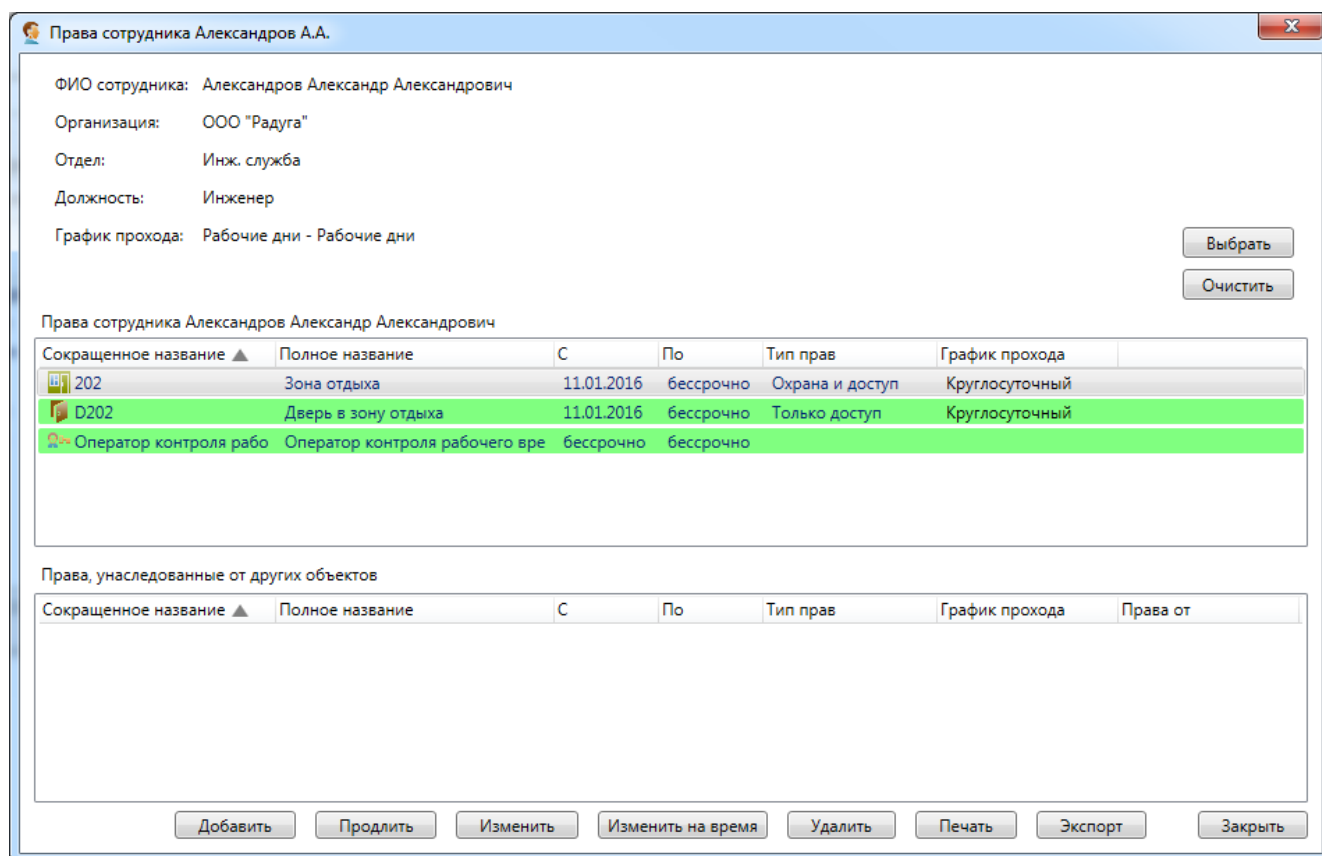 Права сотрудника Александров А.А.
ФИО сотрудника: Александров Александр Александрович
Организация: ООО "Радуга"
Отдел: Инж. служба
Должность: Инженер
График прохода: Рабочие дни - Рабочие дни
Выбрать
Очистить
Права сотрудника Александров Александр Александрович
Сокращенное название Полное название С По Тип прав График прохода
202 Зона отдыха 11.01.2016 бессрочно Охрана и доступ Круглосуточный
D202 Дверь в зону отдыха 11.01.2016 бессрочно Только доступ Круглосуточный
Оператор контроля рабо Оператор контроля рабочего вре бессрочно бессрочно
Права, унаследованные от других объектов
Сокращенное название Полное название С По Тип прав График прохода Права от
Добавить Продлить Изменить Изменить на время Удалить Печать Экспорт Закрыть